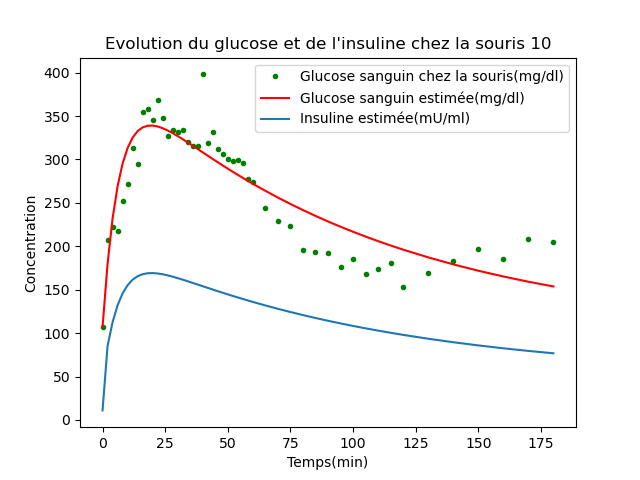 Evolution du glucose et de l'insuline chez la souris 10
Glucose sanguin chez la souris(mg/dl)
Glucose sanguin estimée(mg/dl)
Insuline estimée(mU/ml)
Concentration
400
350
300
250
200
150
100
50
0
0 25 50 75 100 125 150 175
Temps(min)